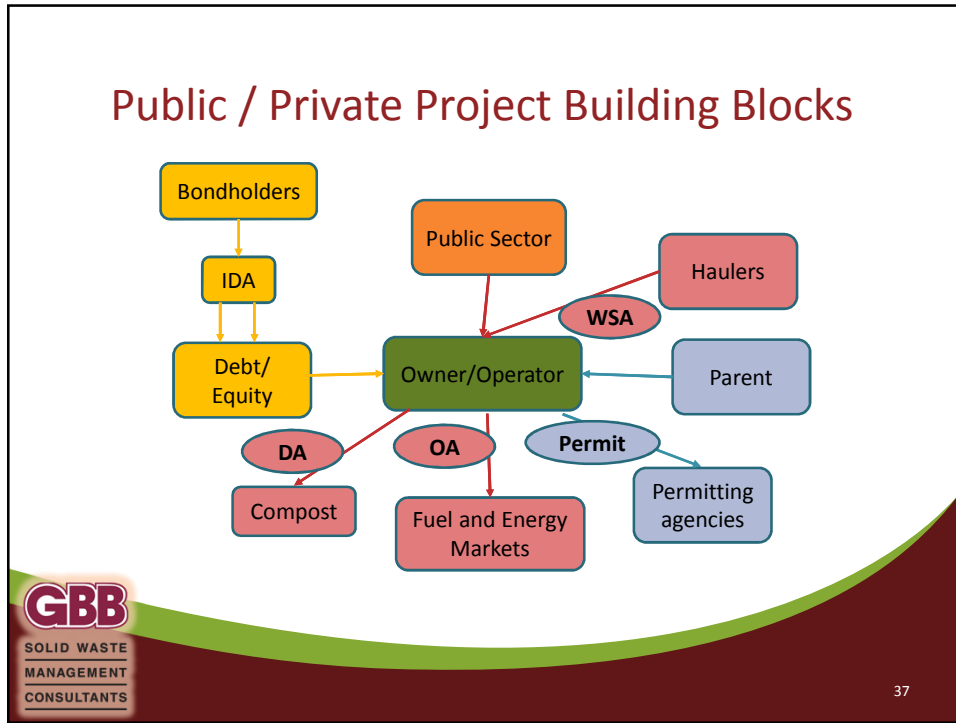 Public / Private Project Building Blocks
Bondholders
Public Sector
Haulers
IDA
WSA
Debt/
Equity
Owner/Operator
Parent
DA
OA
Permit
Compost
Fuel and Energy
Markets
Permitting
agencies
GBB
SOLID WASTE
MANAGEMENT
CONSULTANTS
37